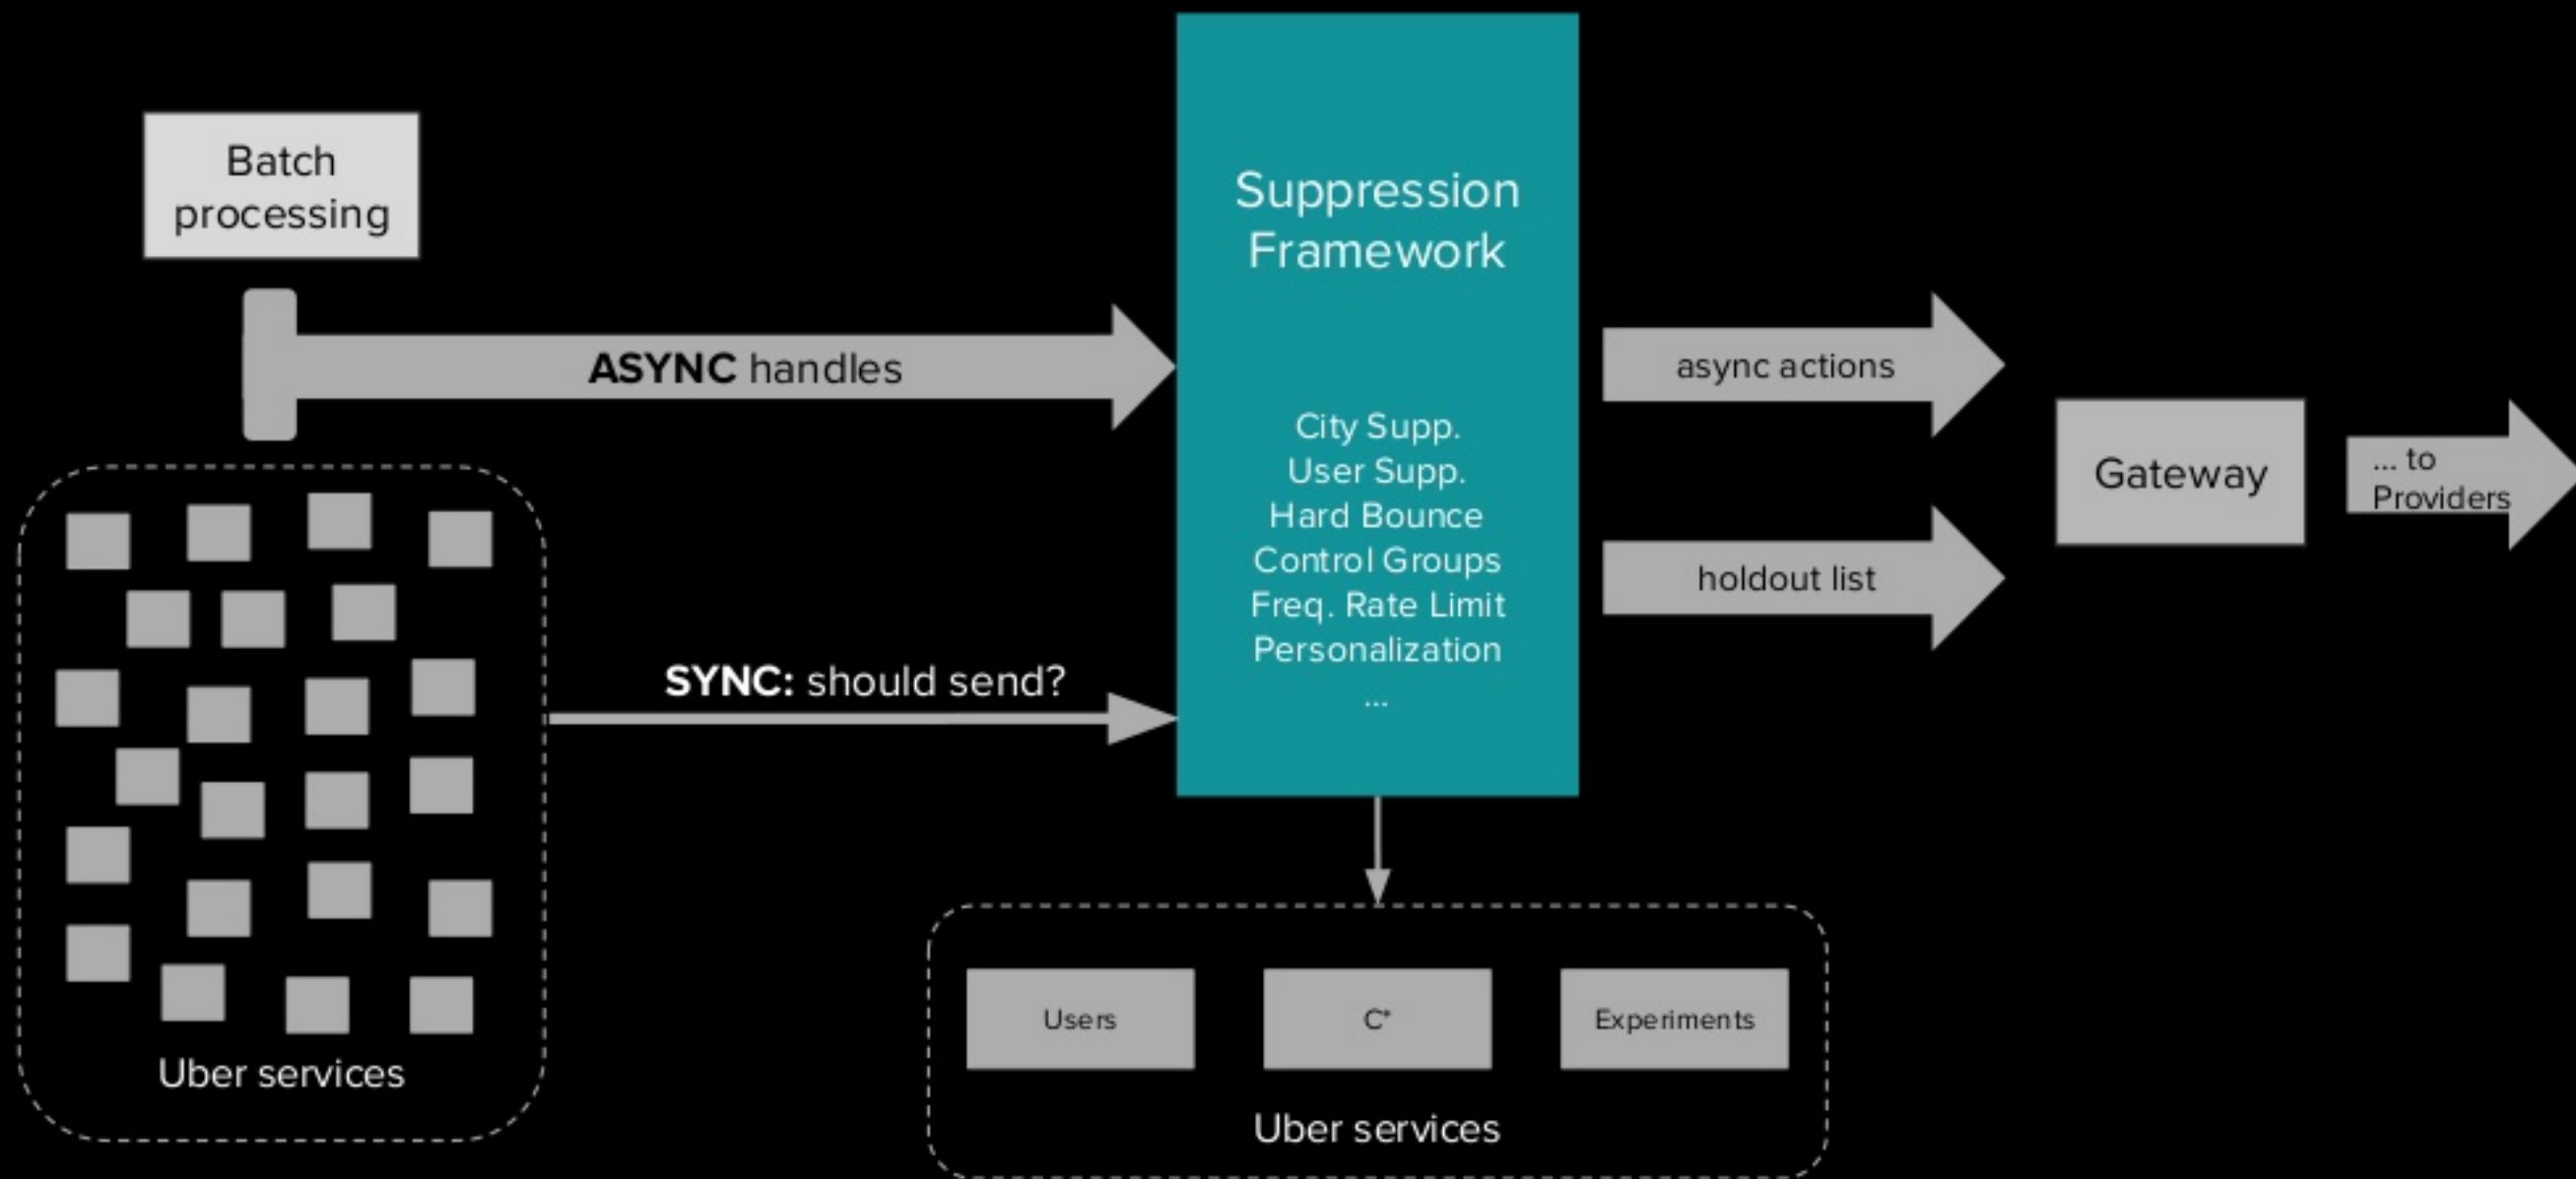 Batch
processing
ASYNC handles
SYNC: should send?
Uber services
Suppression
Framework
City Supp.
User Supp.
Hard Bounce
Control Groups
Freq. Rate Limit
Personalization
...
async actions
holdout list
Gateway
... to
Providers
Users
C*
Experiments
Uber services